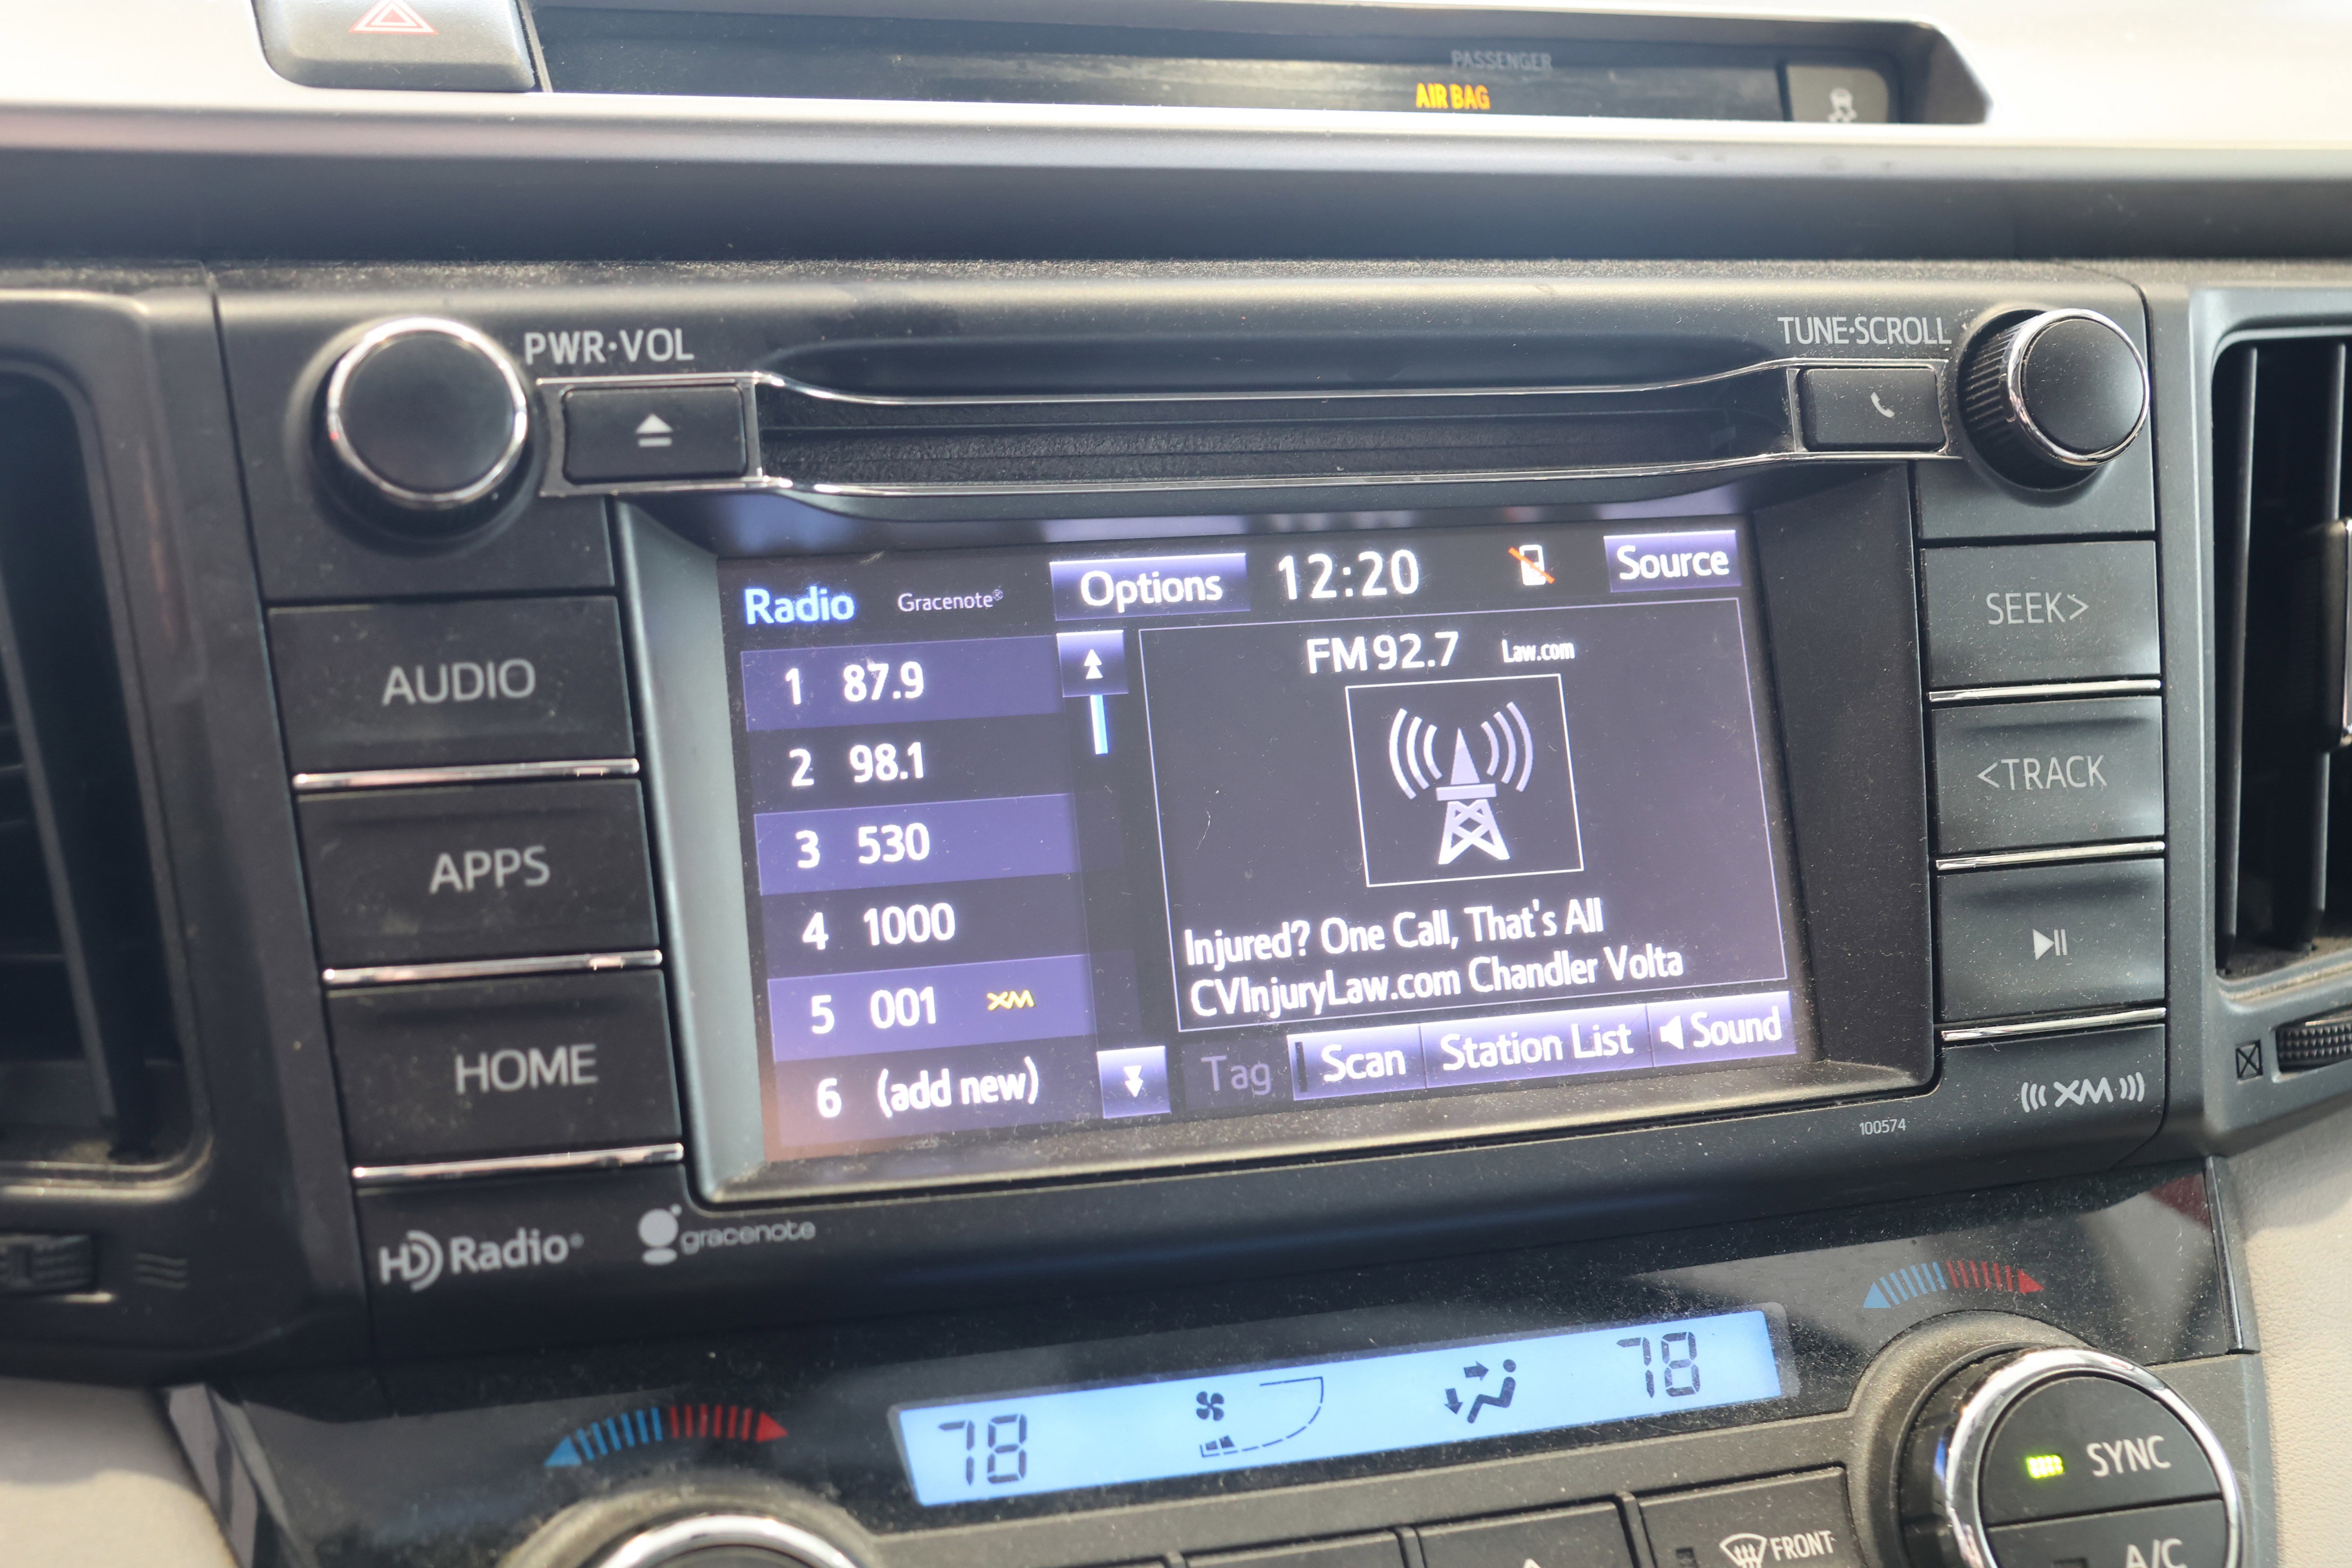 PASSENGER
AIR BAG
PWR·VOL
TUNE·SCROLL
AUDIO
APPS
HOME
Radio
Gracenote®
Options
12:20
Source
1 87.9
2 98.1
3 530
4 1000
5 001 XM
6 (add new)
FM 92.7 Law.com
Injured? One Call, That's All
CVInjuryLaw.com Chandler Volta
Tag
Scan
Station List
Sound
SEEK>
<TRACK
XM
100574
HD Radio®
gracenote
78
78
SYNC
A/C
FRONT